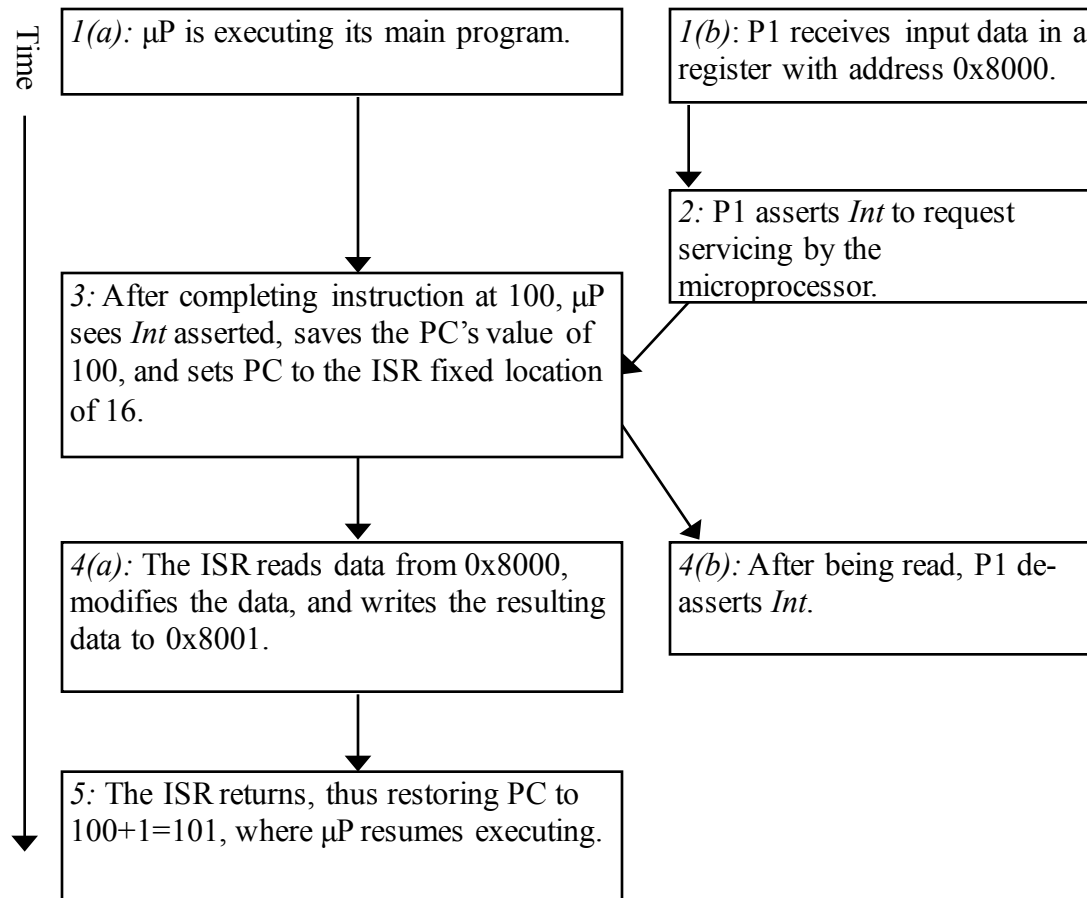 Time
1(a): μP is executing its main program.
1(b): P1 receives input data in a
register with address 0x8000.
2: P1 asserts Int to request
servicing by the
microprocessor.
3: After completing instruction at 100, μP
sees Int asserted, saves the PC’s value of
100, and sets PC to the ISR fixed location
of 16.
4(a): The ISR reads data from 0x8000,
modifies the data, and writes the resulting
data to 0x8001.
4(b): After being read, P1 de-
asserts Int.
5: The ISR returns, thus restoring PC to
100+1=101, where μP resumes executing.